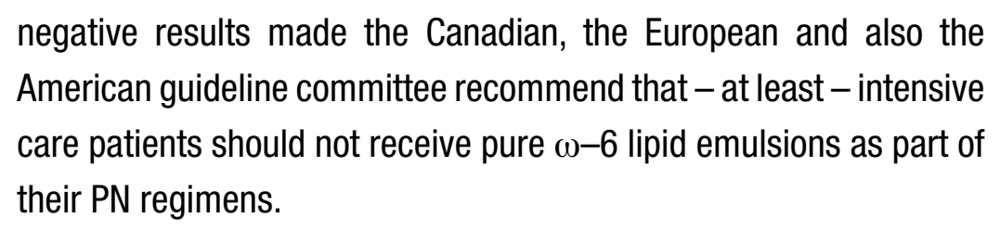 negative results made the Canadian, the European and also the
American guideline committee recommend that – at least – intensive
care patients should not receive pure ω–6 lipid emulsions as part of
their PN regimens.